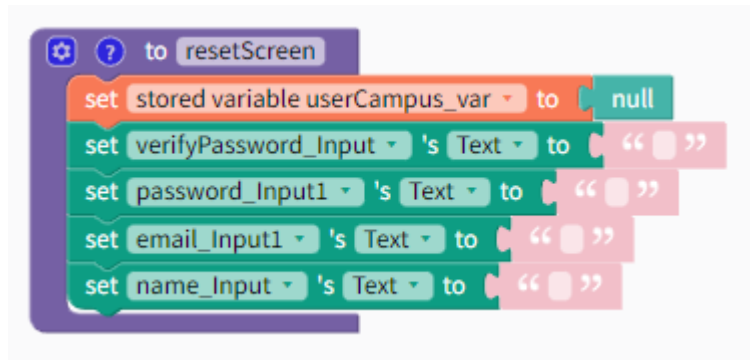 ? to resetScreen
set stored variable userCampus_var to null
set verifyPassword_Input 's Text to “ ”
set password_Input1 's Text to “ ”
set email_Input1 's Text to “ ”
set name_Input 's Text to “ ”